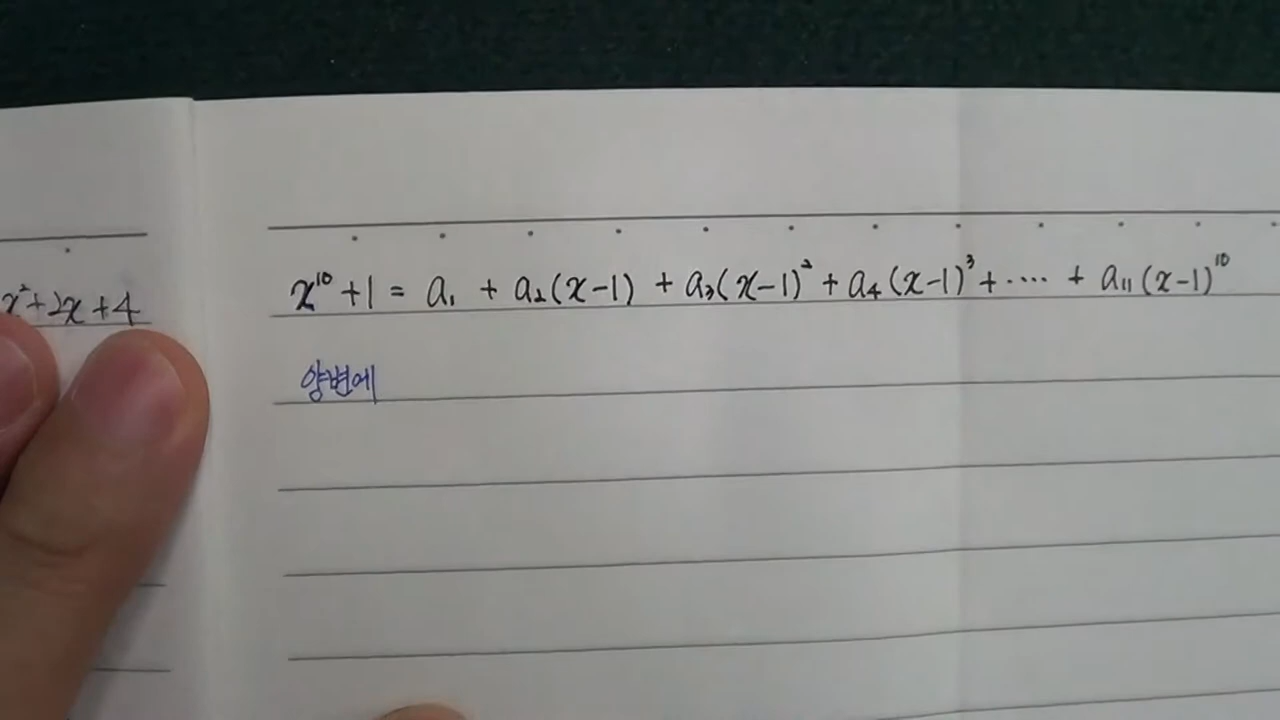 x²+2x+4
x¹⁰+1 = a₁ + a₂(x-1) + a₃(x-1)² + a₄(x-1)³ + ···· + a₁₁(x-1)¹⁰
양변에